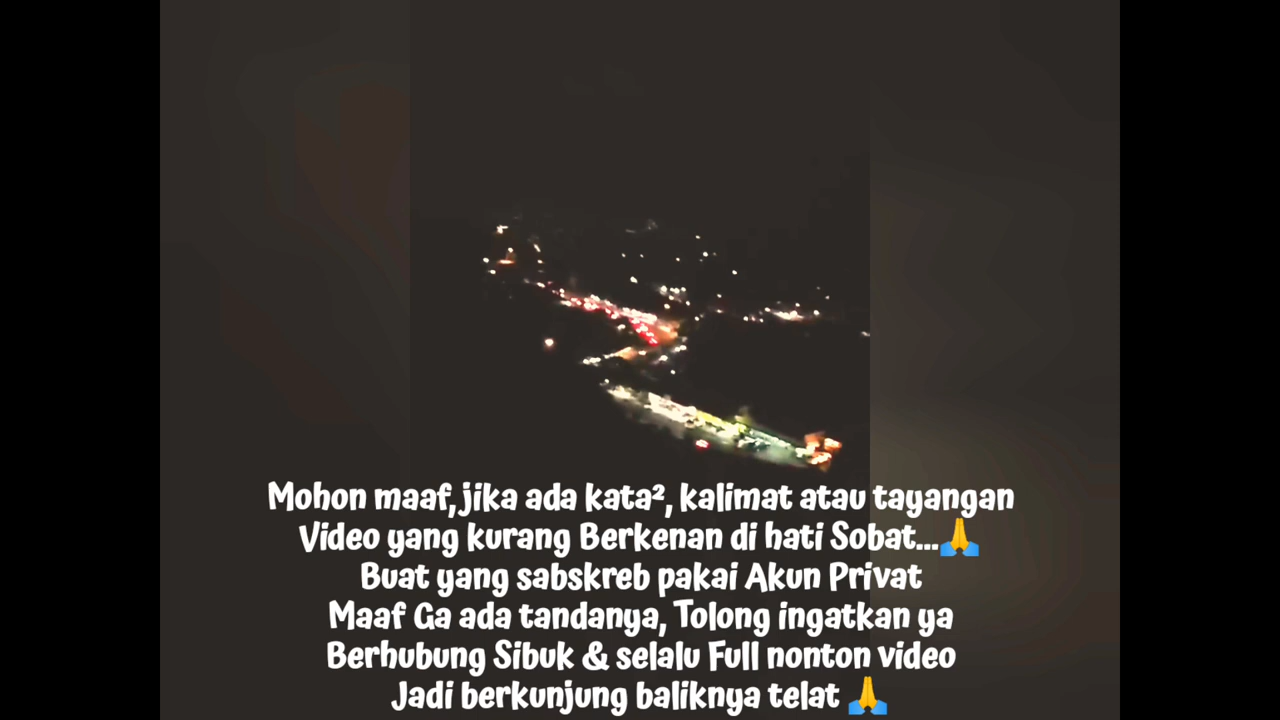 Mohon maaf, jika ada kata², kalimat atau tayangan
Video yang kurang Berkenan di hati Sobat...🙏
Buat yang sabskreb pakai Akun Privat
Maaf Ga ada tandanya, Tolong ingatkan ya
Berhubung Sibuk & selalu Full nonton video
Jadi berkunjung baliknya telat 🙏